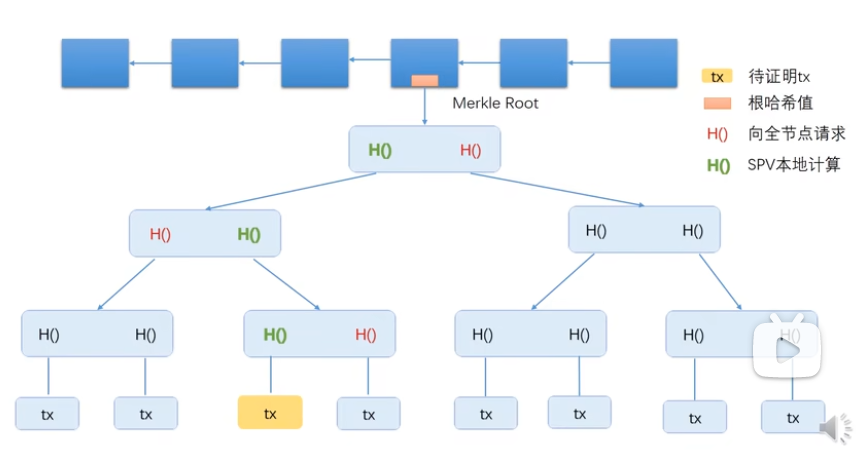 Merkle Root
tx 待证明tx
根哈希值
H() 向全节点请求
H() SPV本地计算
H() H()
H() H()
H() H()
H() H()
H() H()
H() H()
H() H()
tx tx tx tx tx tx tx tx